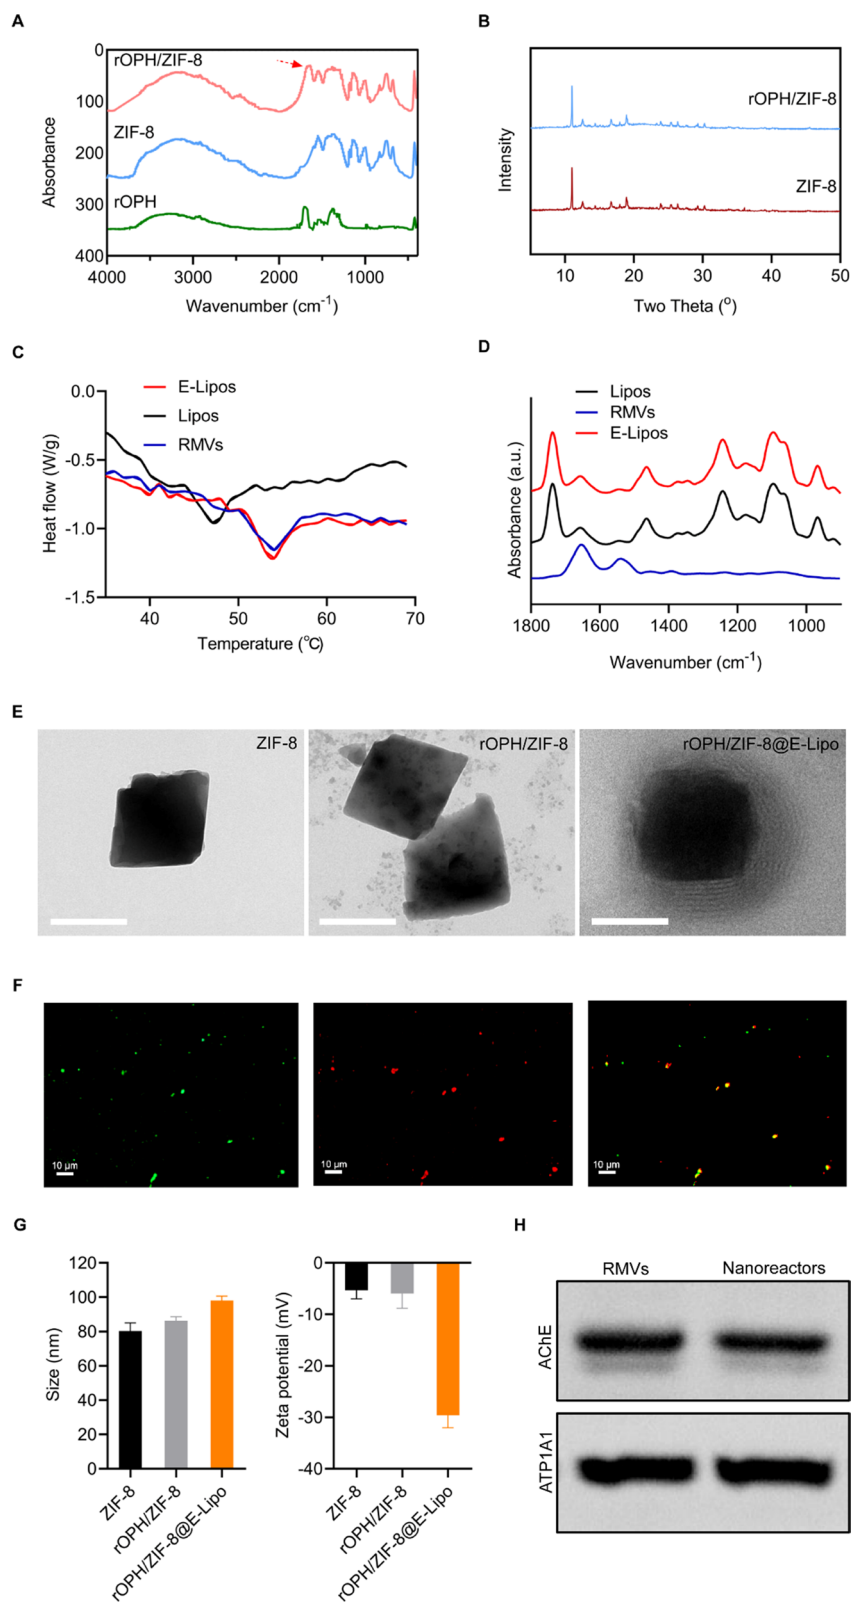 A
0
100
200
300
400
Absorbance
rOPH/ZIF-8
ZIF-8
rOPH
4000 3000 2000 1000
Wavenumber (cm-1)
B
Intensity
rOPH/ZIF-8
ZIF-8
10 20 30 40 50
Two Theta (o)
C
0.0
-0.5
-1.0
-1.5
Heat flow (W/g)
E-Lipos
Lipos
RMVs
40 50 60 70
Temperature (℃)
D
Absorbance (a.u.)
Lipos
RMVs
E-Lipos
1800 1600 1400 1200 1000
Wavenumber (cm-1)
E
ZIF-8
rOPH/ZIF-8
rOPH/ZIF-8@E-Lipo
F
10 μm
10 μm
10 μm
G
120
100
80
60
40
20
0
Size (nm)
ZIF-8
rOPH/ZIF-8
rOPH/ZIF-8@E-Lipo
0
-10
-20
-30
-40
Zeta potential (mV)
ZIF-8
rOPH/ZIF-8
rOPH/ZIF-8@E-Lipo
H
RMVs Nanoreactors
AChE
ATP1A1